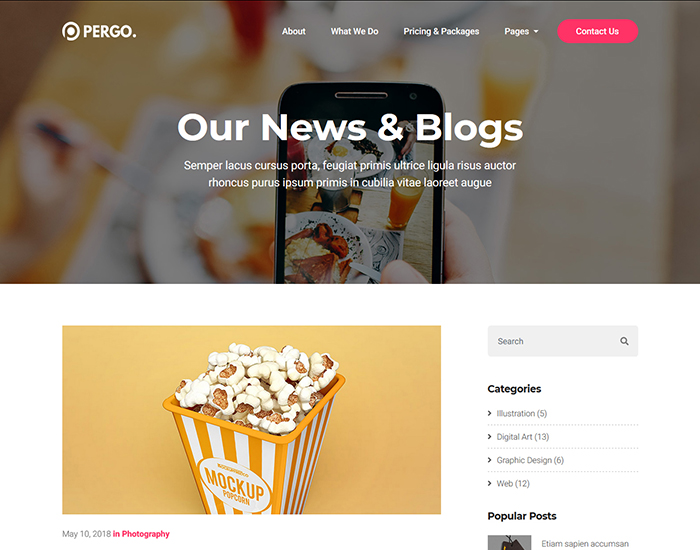 PERGO.
About
What We Do
Pricing & Packages
Pages
Contact Us
Our News & Blogs
Semper lacus cursus porta, feugiat primis ultrice ligula risus auctor
rhoncus purus ipsum primis in cubilia vitae laoreet augue
MOCKUP
POPCORN
May 10, 2018 in Photography
Search
Categories
Illustration (5)
Digital Art (13)
Graphic Design (6)
Web (12)
Popular Posts
Etiam sapien accumsan